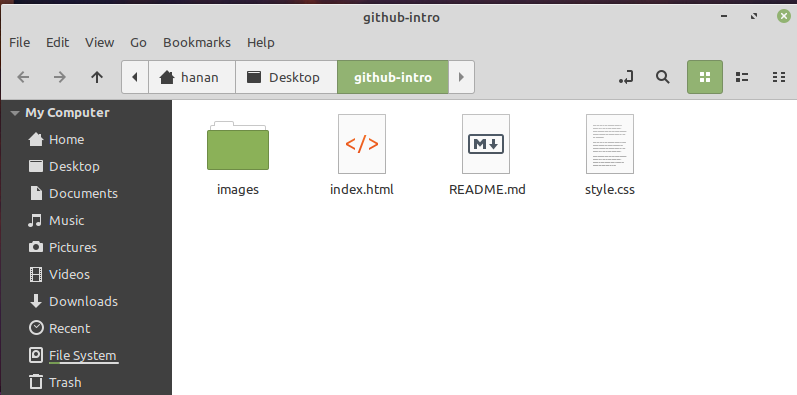 github-intro
File Edit View Go Bookmarks Help
hanan Desktop github-intro
My Computer
Home
Desktop
Documents
Music
Pictures
Videos
Downloads
Recent
File System
Trash
images
</>
index.html
M
README.md
style.css